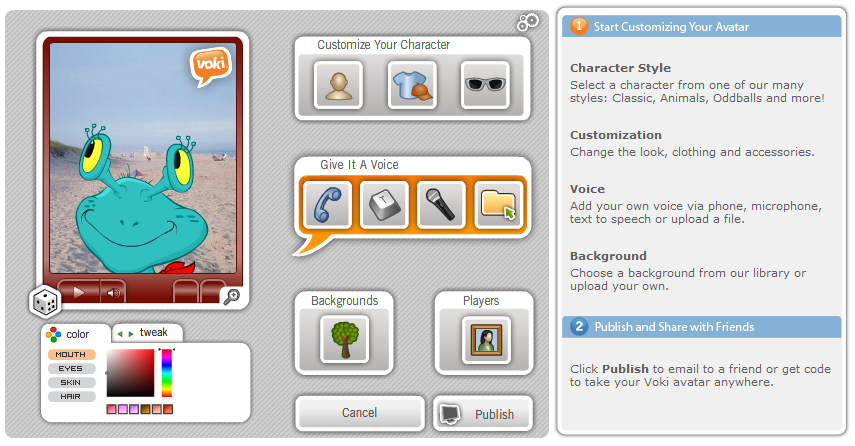 voki
Customize Your Character
Give It A Voice
T
Backgrounds
Players
color
tweak
MOUTH
EYES
SKIN
HAIR
Cancel
Publish
1 Start Customizing Your Avatar
Character Style
Select a character from one of our many
styles: Classic, Animals, Oddballs and more!
Customization
Change the look, clothing and accessories.
Voice
Add your own voice via phone, microphone,
text to speech or upload a file.
Background
Choose a background from our library or
upload your own.
2 Publish and Share with Friends
Click Publish to email to a friend or get code
to take your Voki avatar anywhere.